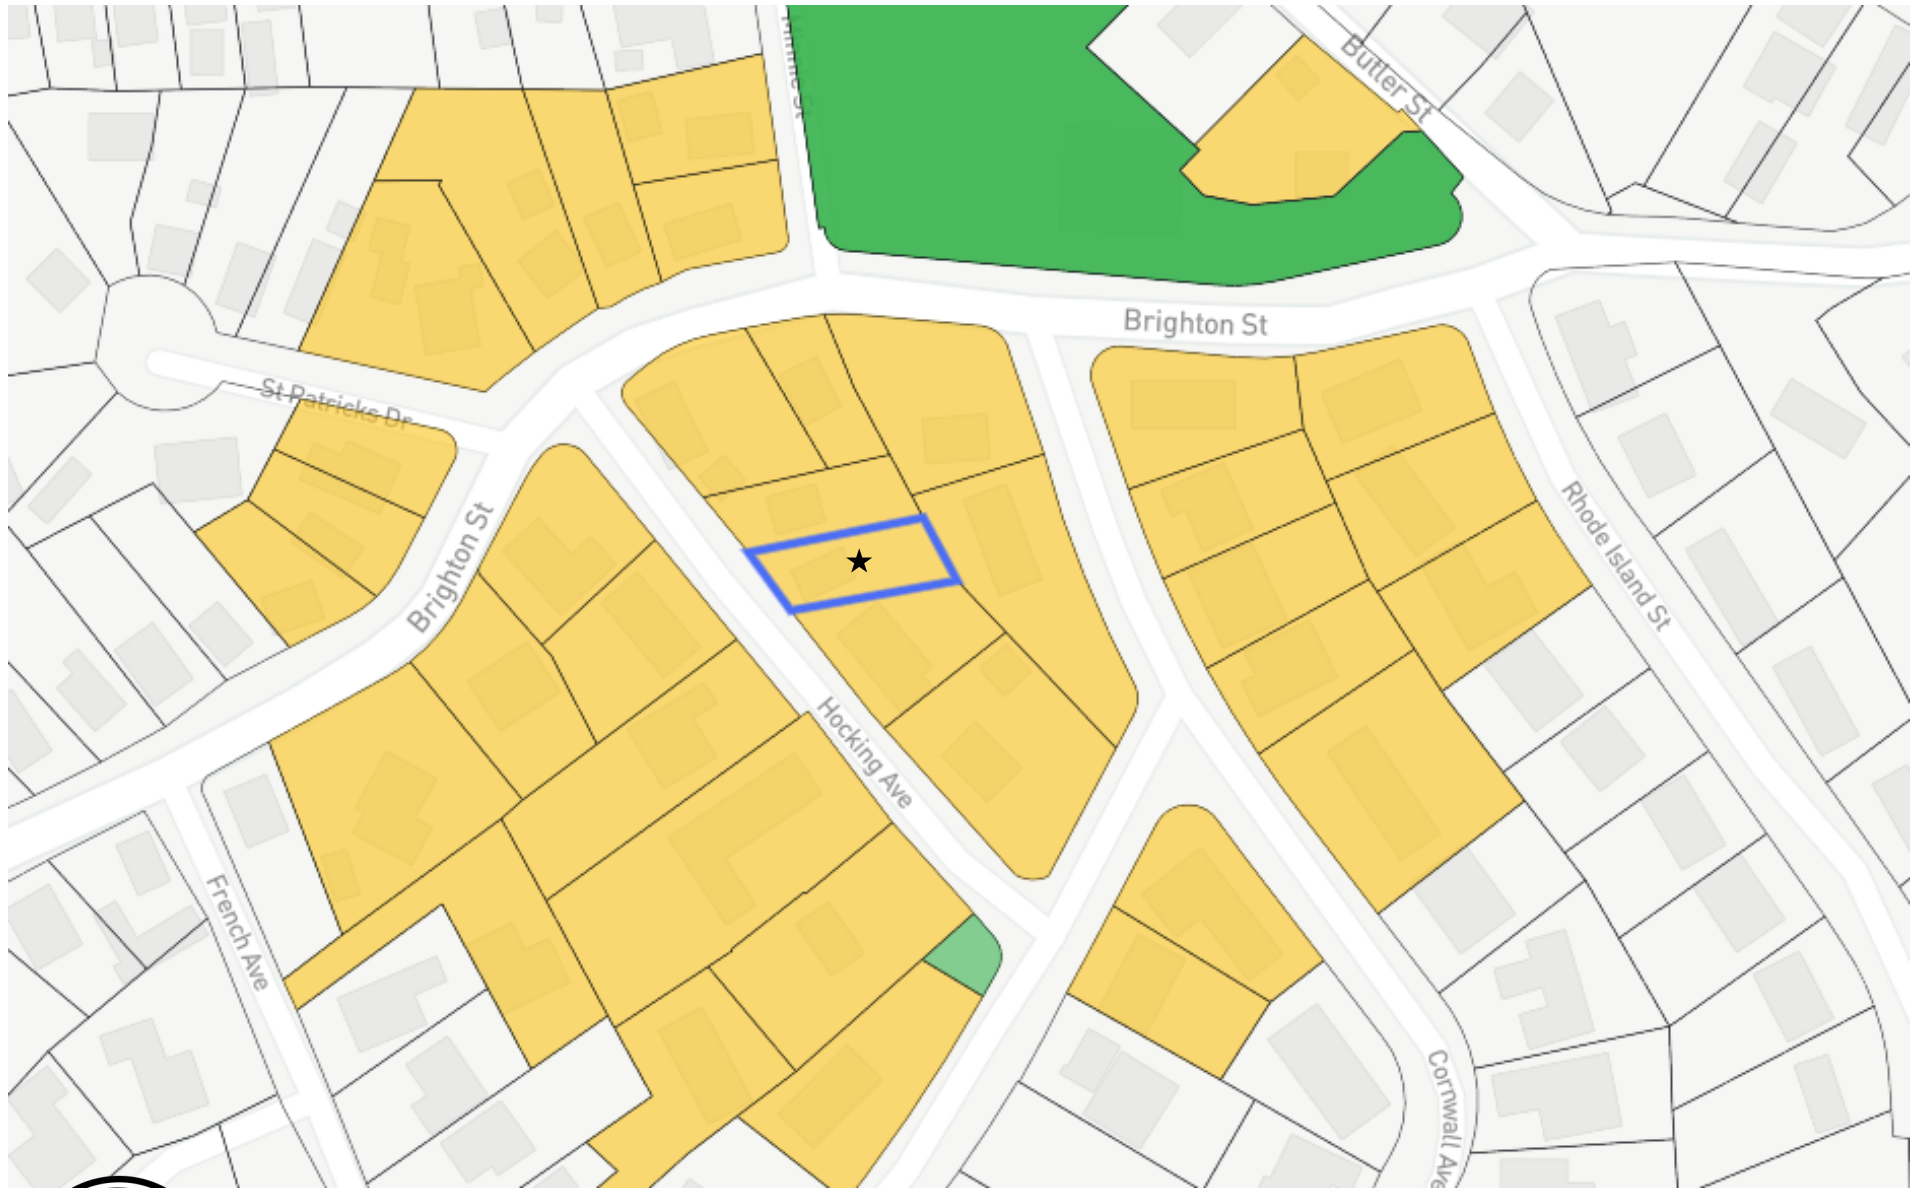 Butler St
Brighton St
St Patricks Dr
Brighton St
Rhode Island St
Hocking Ave
French Ave
Cornwall Ave